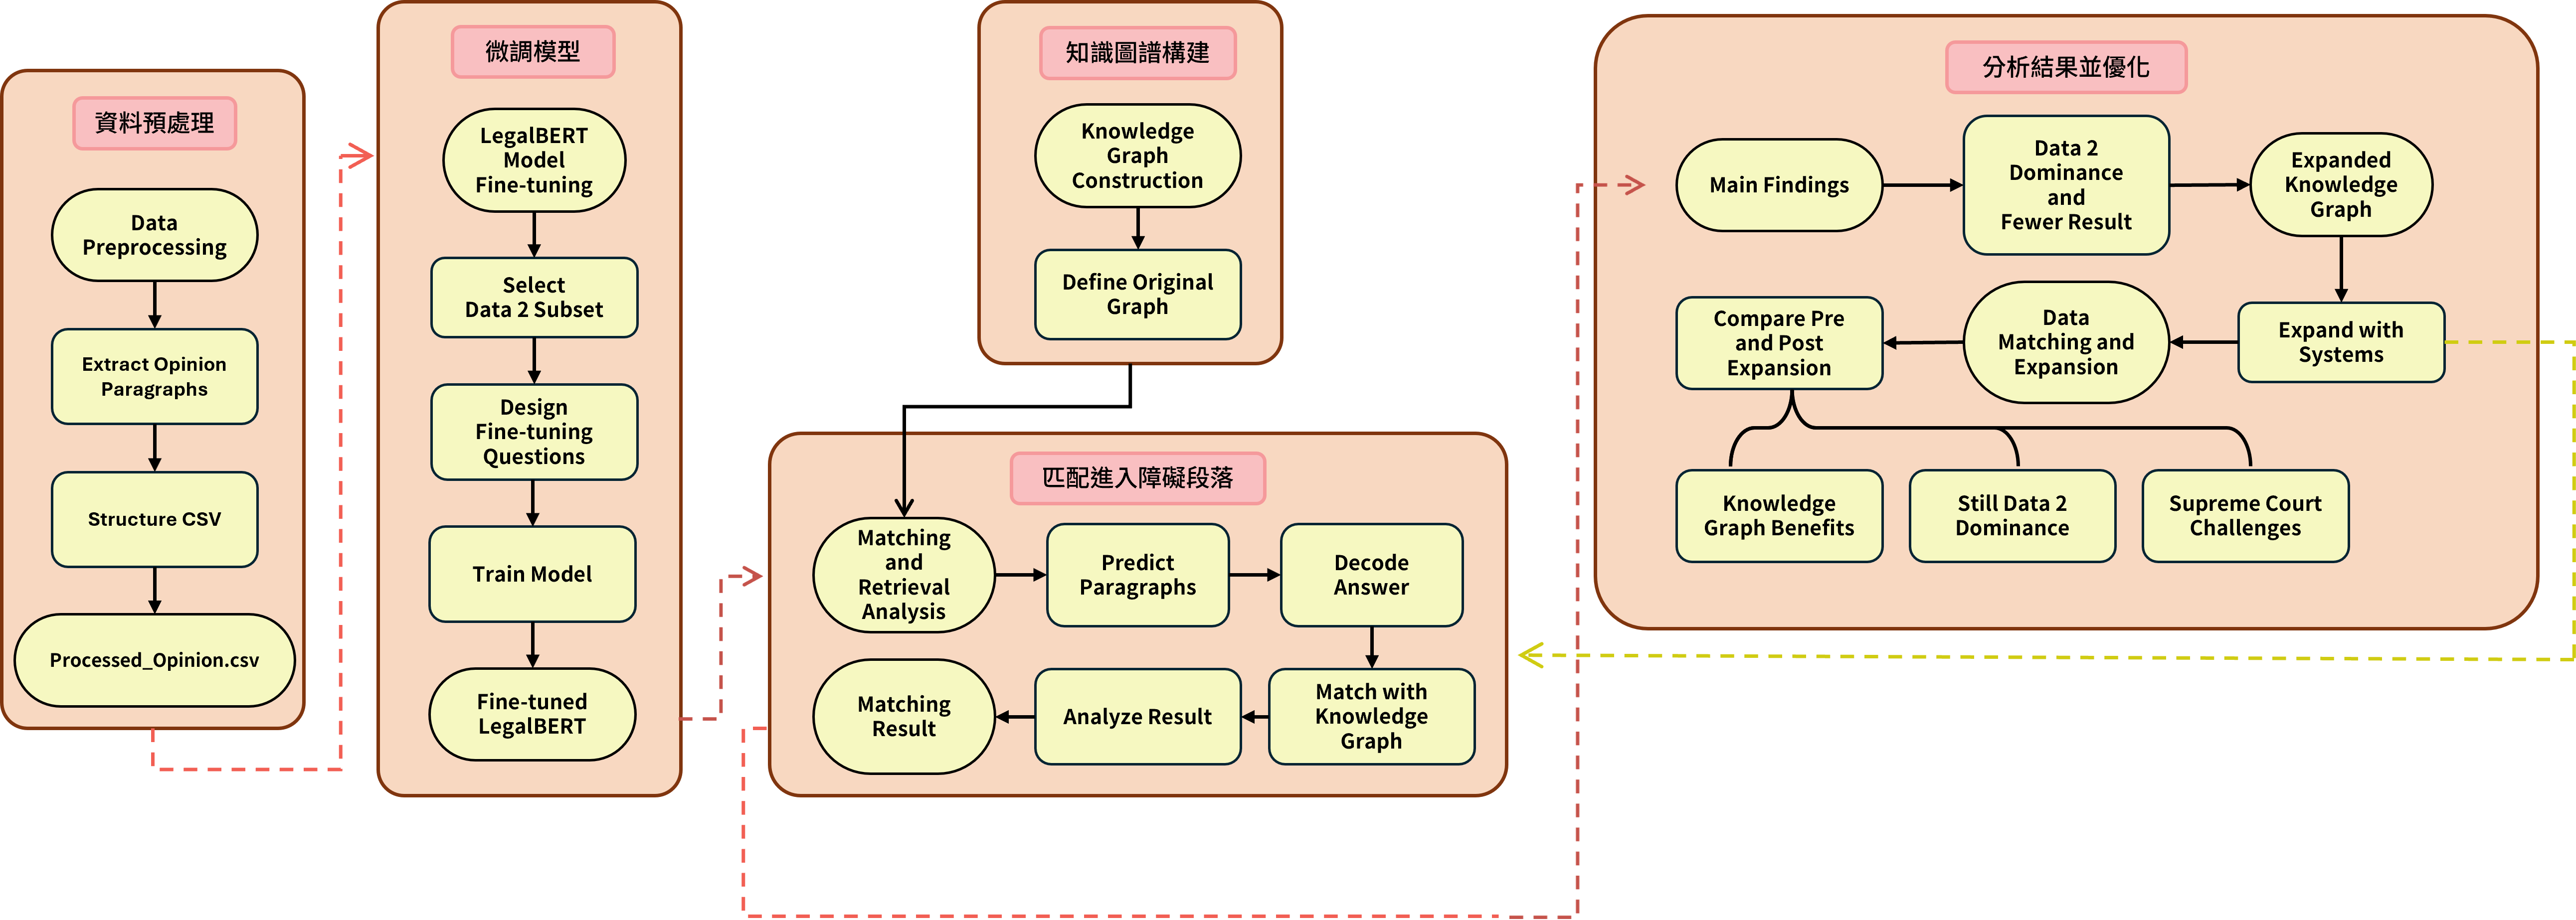 資料預處理
Data
Preprocessing
Extract Opinion
Paragraphs
Structure CSV
Processed_Opinion.csv
微調模型
LegalBERT
Model
Fine-tuning
Select
Data 2 Subset
Design
Fine-tuning
Questions
Train Model
Fine-tuned
LegalBERT
知識圖譜構建
Knowledge
Graph
Construction
Define Original
Graph
匹配進入障礙段落
Matching
and
Retrieval
Analysis
Predict
Paragraphs
Decode
Answer
Match with
Knowledge
Graph
Analyze Result
Matching
Result
分析結果並優化
Main Findings
Data 2
Dominance
and
Fewer Result
Expanded
Knowledge
Graph
Expand with
Systems
Data
Matching and
Expansion
Compare Pre
and Post
Expansion
Knowledge
Graph Benefits
Still Data 2
Dominance
Supreme Court
Challenges